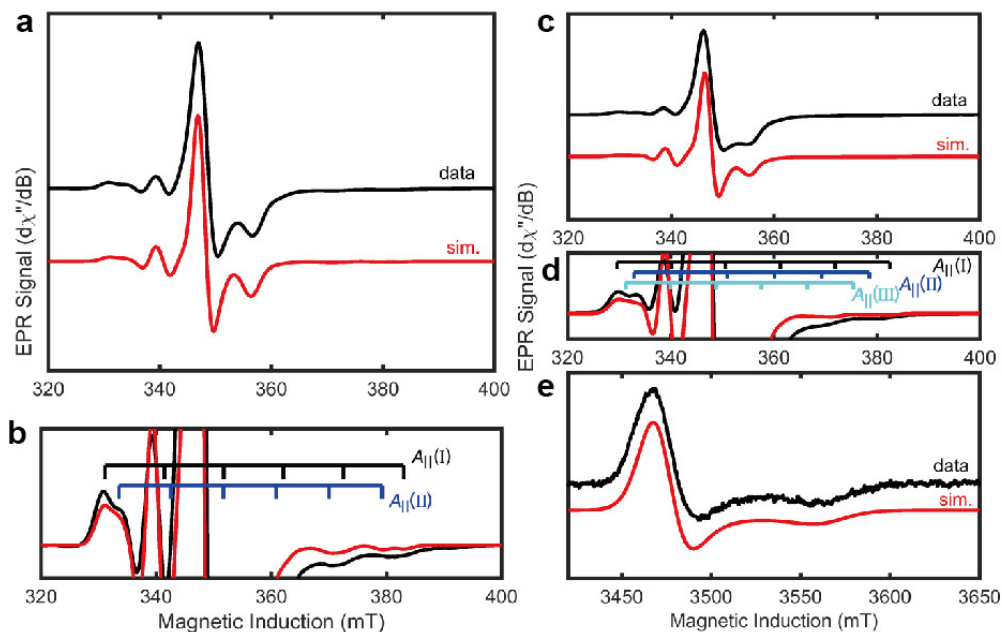 a
EPR Signal (dχ"/dB)
data
sim.
320 340 360 380 400
b
A||(I)
A||(II)
320 340 360 380 400
Magnetic Induction (mT)
c
EPR Signal (dχ"/dB)
data
sim.
320 340 360 380 400
d
A||(I)
A||(II)
A||(III)
320 340 360 380 400
e
data
sim.
3450 3500 3550 3600 3650
Magnetic Induction (mT)